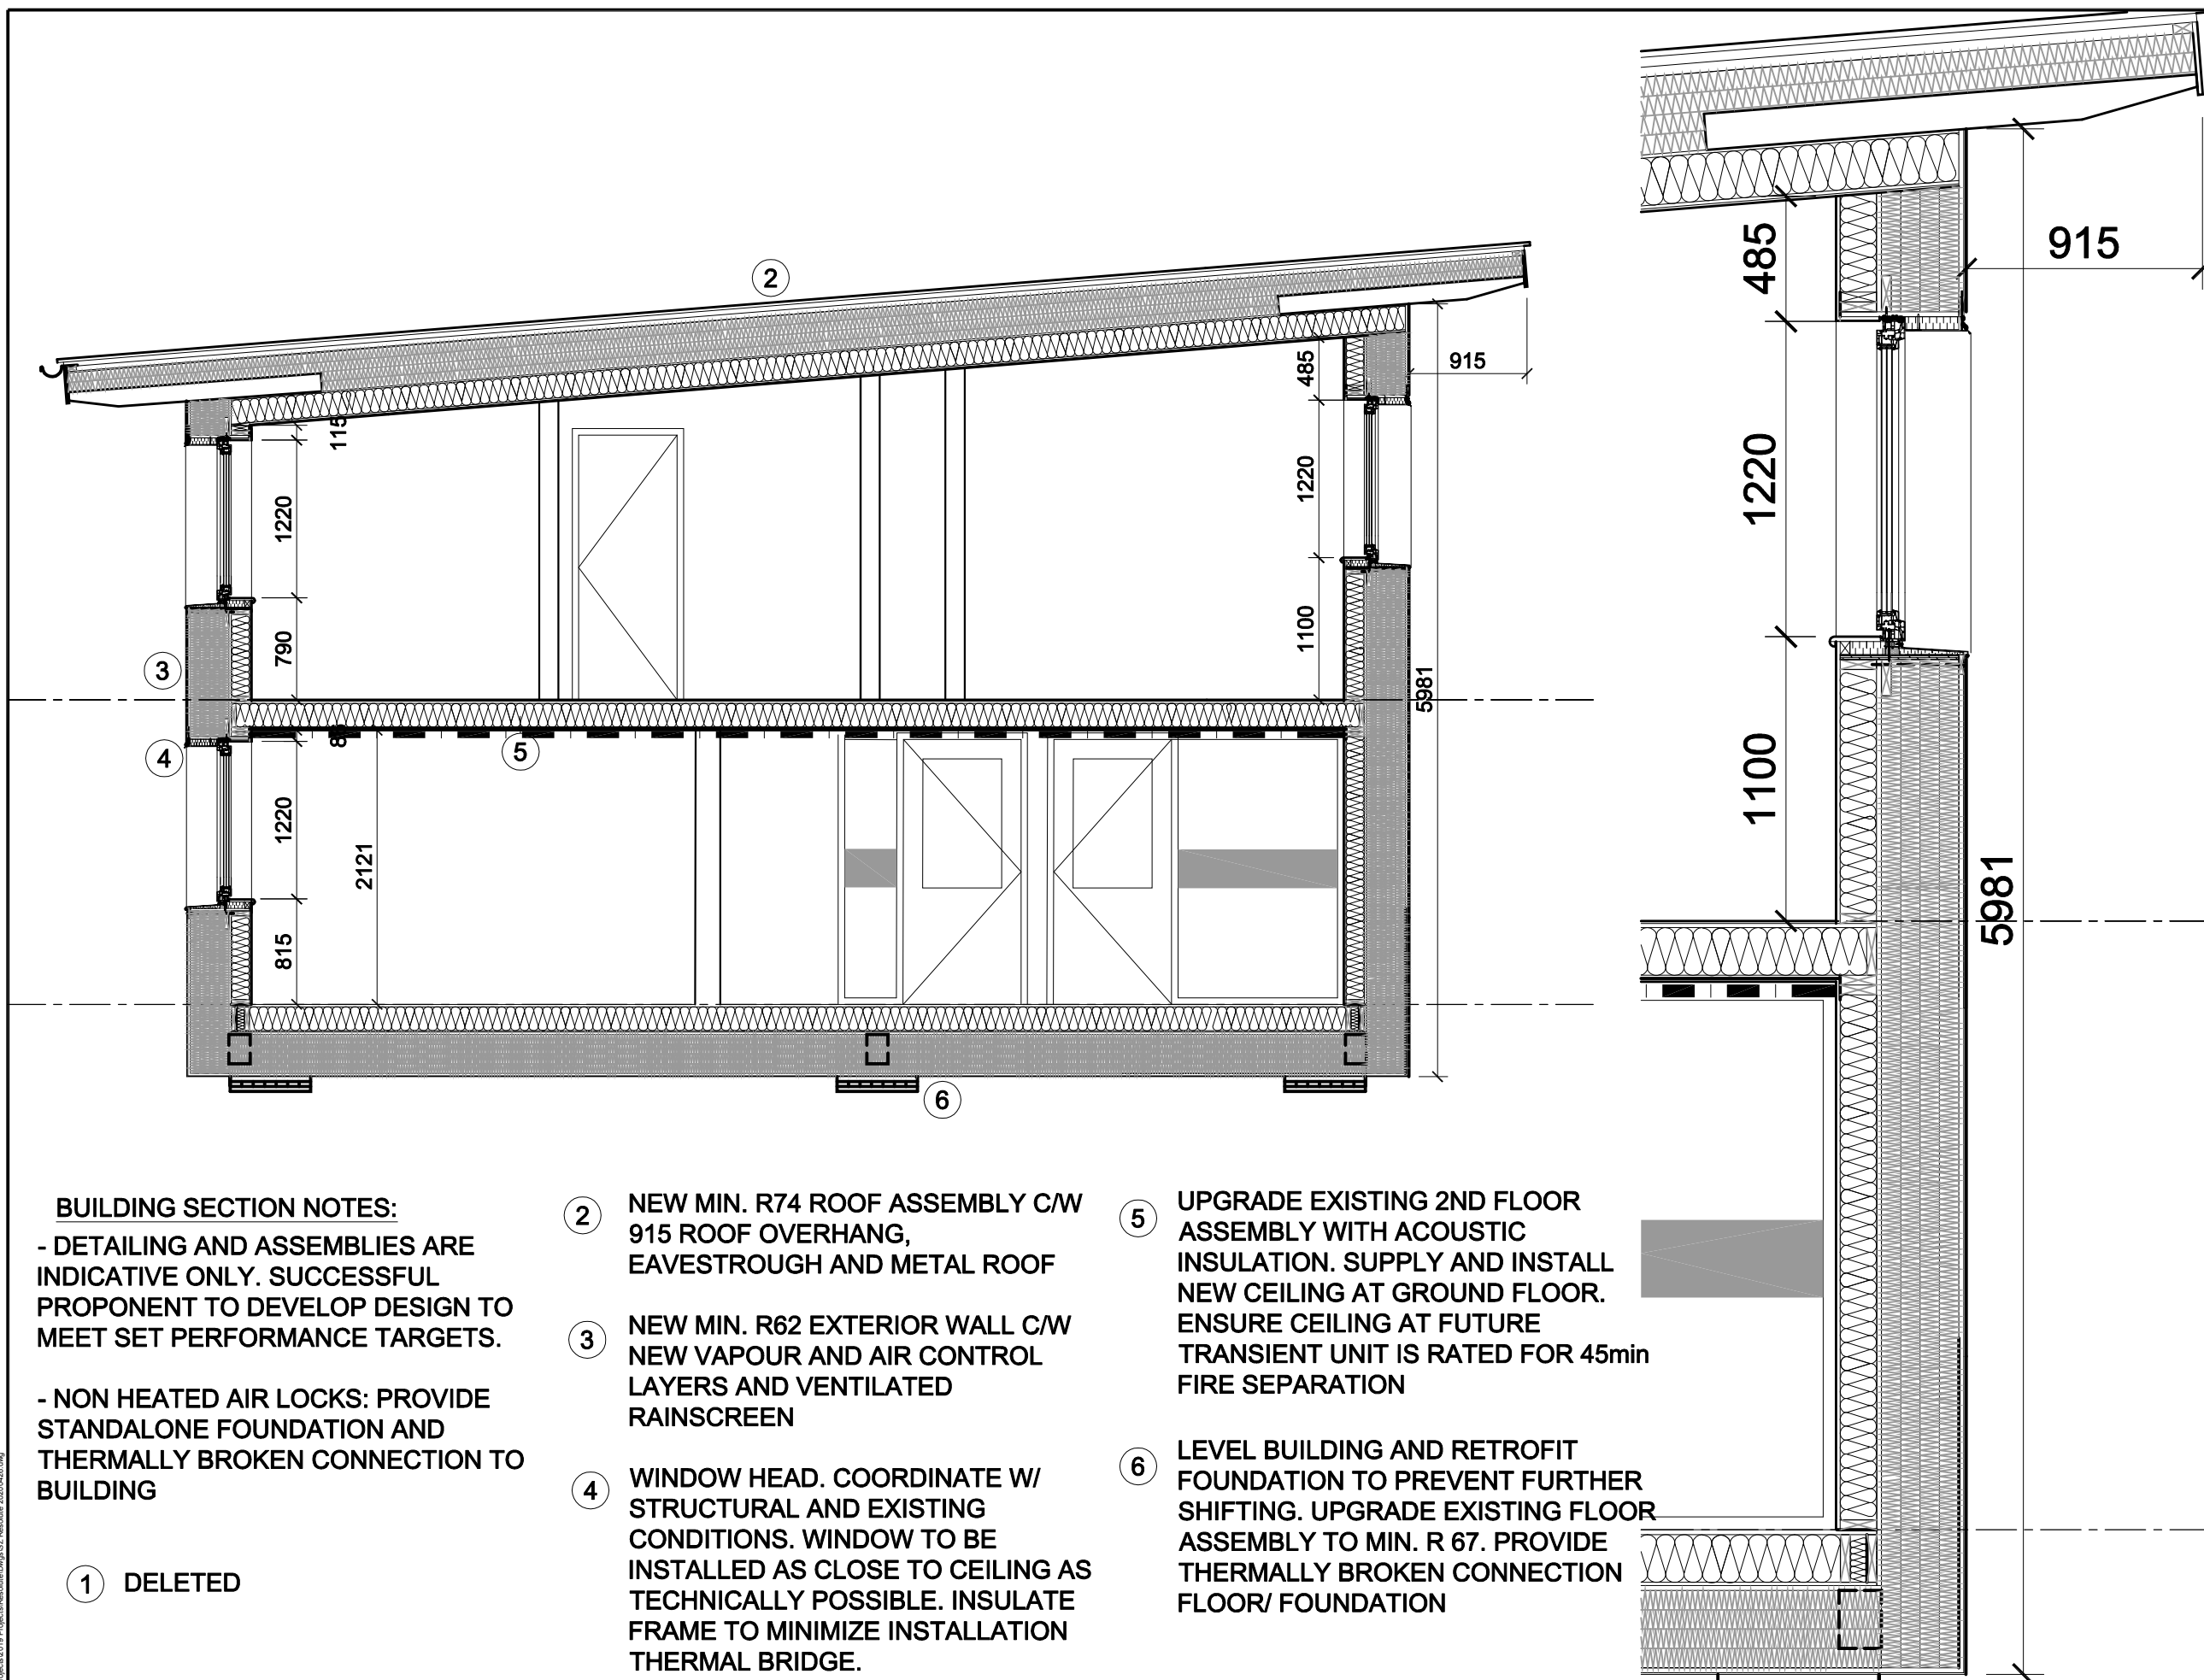 2
485
915
115
1220
1220
790
1100
3
5981
5
4
1220
2121
815
6
485
915
1220
1100
5981
BUILDING SECTION NOTES:
- DETAILING AND ASSEMBLIES ARE
INDICATIVE ONLY. SUCCESSFUL
PROPONENT TO DEVELOP DESIGN TO
MEET SET PERFORMANCE TARGETS.
- NON HEATED AIR LOCKS: PROVIDE
STANDALONE FOUNDATION AND
THERMALLY BROKEN CONNECTION TO
BUILDING
1 DELETED
2 NEW MIN. R74 ROOF ASSEMBLY C/W
915 ROOF OVERHANG,
EAVESTROUGH AND METAL ROOF
3 NEW MIN. R62 EXTERIOR WALL C/W
NEW VAPOUR AND AIR CONTROL
LAYERS AND VENTILATED
RAINSCREEN
4 WINDOW HEAD. COORDINATE W/
STRUCTURAL AND EXISTING
CONDITIONS. WINDOW TO BE
INSTALLED AS CLOSE TO CEILING AS
TECHNICALLY POSSIBLE. INSULATE
FRAME TO MINIMIZE INSTALLATION
THERMAL BRIDGE.
5 UPGRADE EXISTING 2ND FLOOR
ASSEMBLY WITH ACOUSTIC
INSULATION. SUPPLY AND INSTALL
NEW CEILING AT GROUND FLOOR.
ENSURE CEILING AT FUTURE
TRANSIENT UNIT IS RATED FOR 45min
FIRE SEPARATION
6 LEVEL BUILDING AND RETROFIT
FOUNDATION TO PREVENT FURTHER
SHIFTING. UPGRADE EXISTING FLOOR
ASSEMBLY TO MIN. R 67. PROVIDE
THERMALLY BROKEN CONNECTION
FLOOR/ FOUNDATION